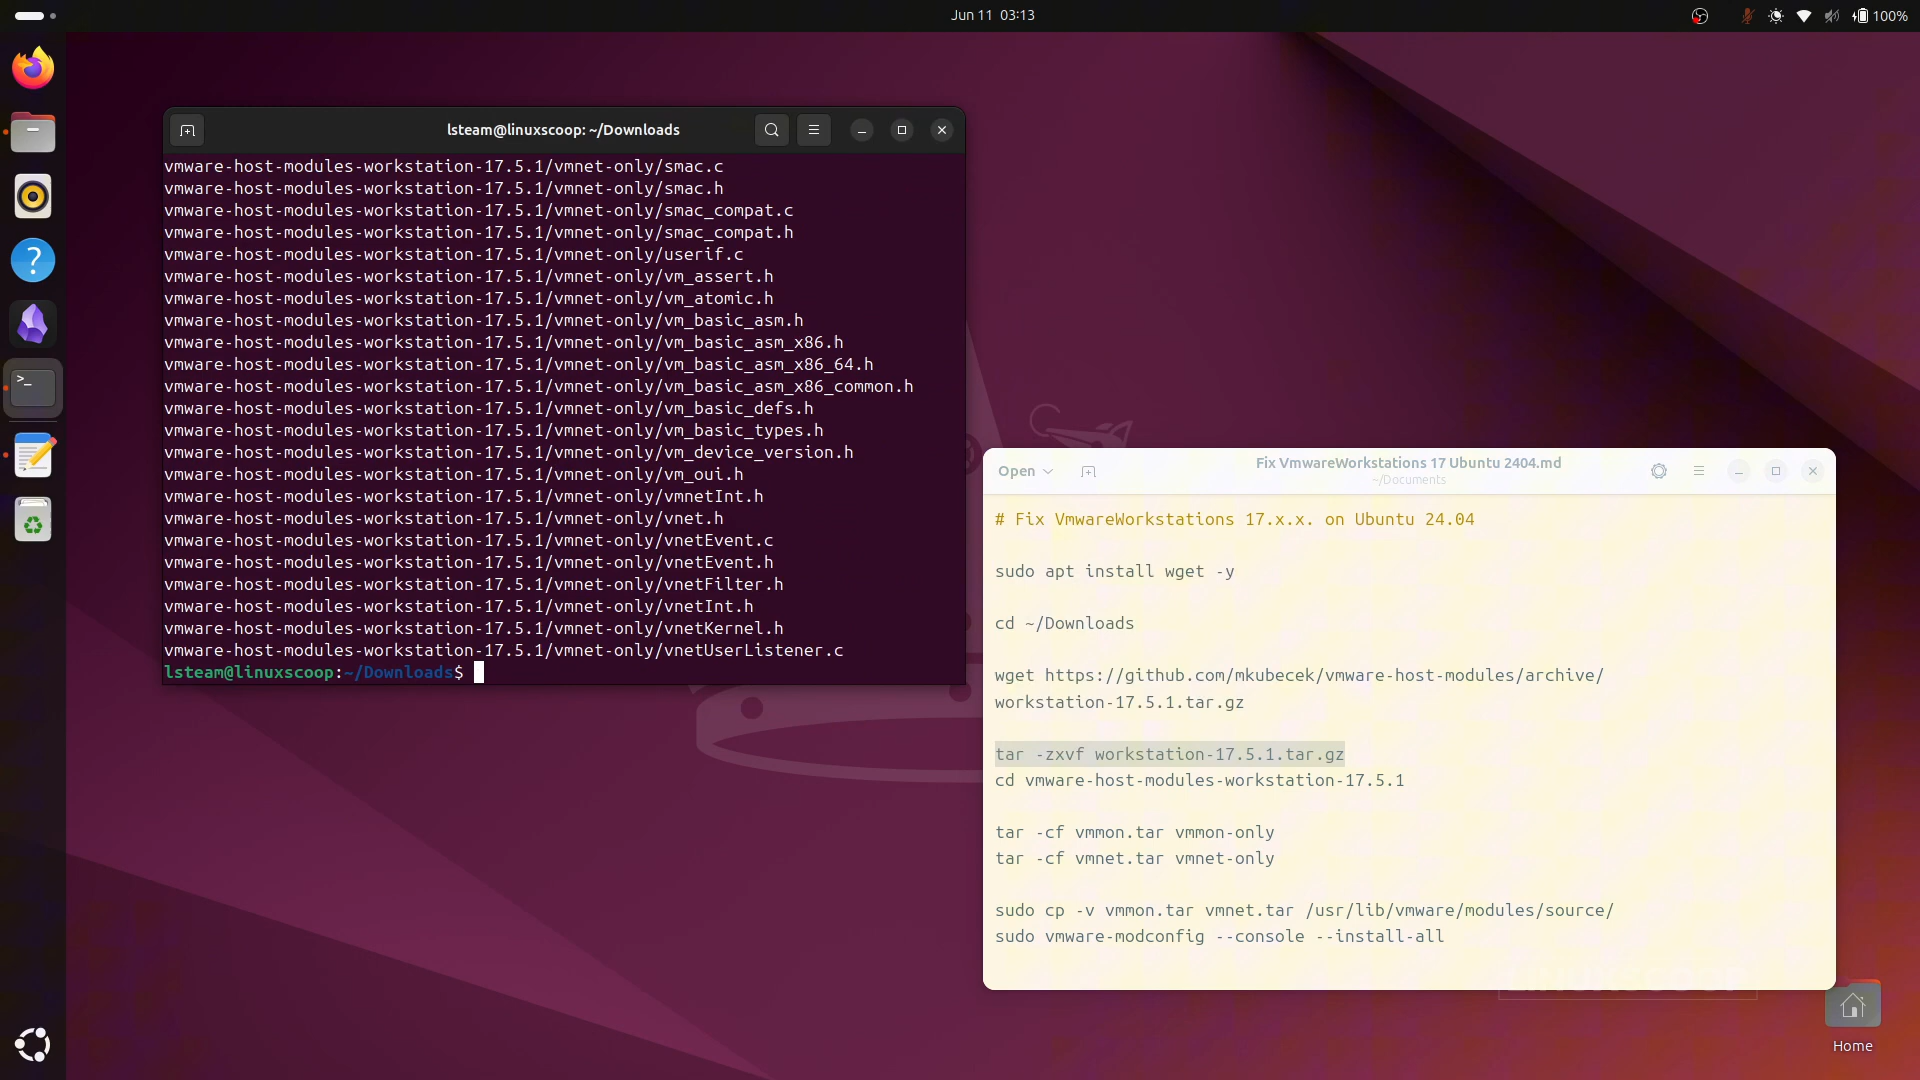 Jun 11 03:13
100%
lsteam@linuxscoop: ~/Downloads
vmware-host-modules-workstation-17.5.1/vmnet-only/smac.c
vmware-host-modules-workstation-17.5.1/vmnet-only/smac.h
vmware-host-modules-workstation-17.5.1/vmnet-only/smac_compat.c
vmware-host-modules-workstation-17.5.1/vmnet-only/smac_compat.h
vmware-host-modules-workstation-17.5.1/vmnet-only/userif.c
vmware-host-modules-workstation-17.5.1/vmnet-only/vm_assert.h
vmware-host-modules-workstation-17.5.1/vmnet-only/vm_atomic.h
vmware-host-modules-workstation-17.5.1/vmnet-only/vm_basic_asm.h
vmware-host-modules-workstation-17.5.1/vmnet-only/vm_basic_asm_x86.h
vmware-host-modules-workstation-17.5.1/vmnet-only/vm_basic_asm_x86_64.h
vmware-host-modules-workstation-17.5.1/vmnet-only/vm_basic_asm_x86_common.h
vmware-host-modules-workstation-17.5.1/vmnet-only/vm_basic_defs.h
vmware-host-modules-workstation-17.5.1/vmnet-only/vm_basic_types.h
vmware-host-modules-workstation-17.5.1/vmnet-only/vm_device_version.h
vmware-host-modules-workstation-17.5.1/vmnet-only/vm_oui.h
vmware-host-modules-workstation-17.5.1/vmnet-only/vmnetInt.h
vmware-host-modules-workstation-17.5.1/vmnet-only/vnet.h
vmware-host-modules-workstation-17.5.1/vmnet-only/vnetEvent.c
vmware-host-modules-workstation-17.5.1/vmnet-only/vnetEvent.h
vmware-host-modules-workstation-17.5.1/vmnet-only/vnetFilter.h
vmware-host-modules-workstation-17.5.1/vmnet-only/vnetInt.h
vmware-host-modules-workstation-17.5.1/vmnet-only/vnetKernel.h
vmware-host-modules-workstation-17.5.1/vmnet-only/vnetUserListener.c
lsteam@linuxscoop:~/Downloads$
Open
Fix VmwareWorkstations 17 Ubuntu 2404.md
~/Documents
# Fix VmwareWorkstations 17.x.x. on Ubuntu 24.04
sudo apt install wget -y
cd ~/Downloads
wget https://github.com/mkubecek/vmware-host-modules/archive/
workstation-17.5.1.tar.gz
tar -zxvf workstation-17.5.1.tar.gz
cd vmware-host-modules-workstation-17.5.1
tar -cf vmmon.tar vmmon-only
tar -cf vmnet.tar vmnet-only
sudo cp -v vmmon.tar vmnet.tar /usr/lib/vmware/modules/source/
sudo vmware-modconfig --console --install-all
Home